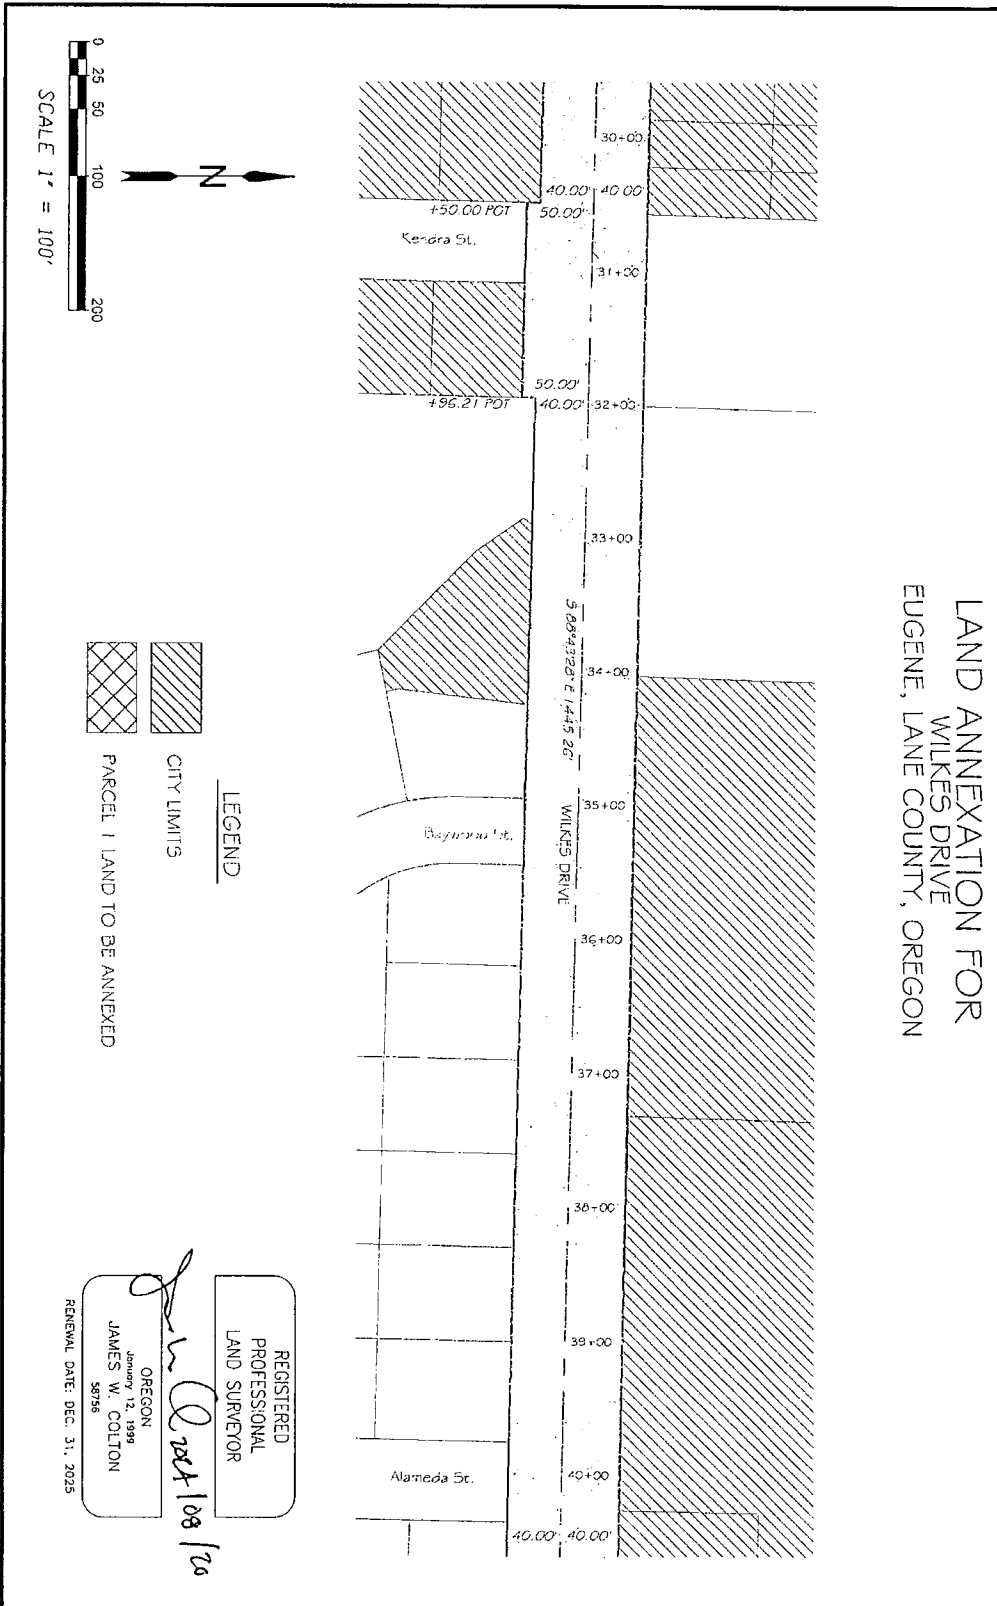 LAND ANNEXATION FOR
WILKES DRIVE
EUGENE, LANE COUNTY, OREGON
30+00
40.00' 40.00'
+50.00 POT 50.00'
Kendra St.
31+00
50.00'
+96.21 POT 40.00' 32+00
33+00
34+00
S 88°43'28" E 1445.26'
WILKES DRIVE
35+00
Baywood St.
36+00
37+00
38+00
39+00
40+00
Alameda St.
40.00' 40.00'
0 25 50 100 200
SCALE 1" = 100'
N
LEGEND
CITY LIMITS
PARCEL 1 LAND TO BE ANNEXED
REGISTERED
PROFESSIONAL
LAND SURVEYOR
2024/08/20
OREGON
January 12, 1999
JAMES W. COLTON
58756
RENEWAL DATE: DEC. 31, 2025